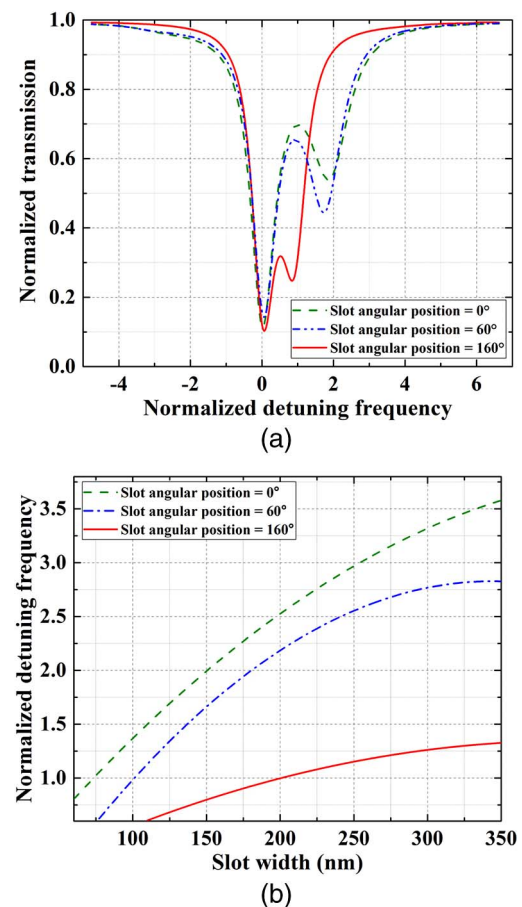 1.0
0.8
0.6
0.4
0.2
0.0
Normalized transmission
Slot angular position = 0°
Slot angular position = 60°
Slot angular position = 160°
-4 -2 0 2 4 6
Normalized detuning frequency
(a)
Slot angular position = 0°
Slot angular position = 60°
Slot angular position = 160°
3.5
3.0
2.5
2.0
1.5
1.0
Normalized detuning frequency
100 150 200 250 300 350
Slot width (nm)
(b)